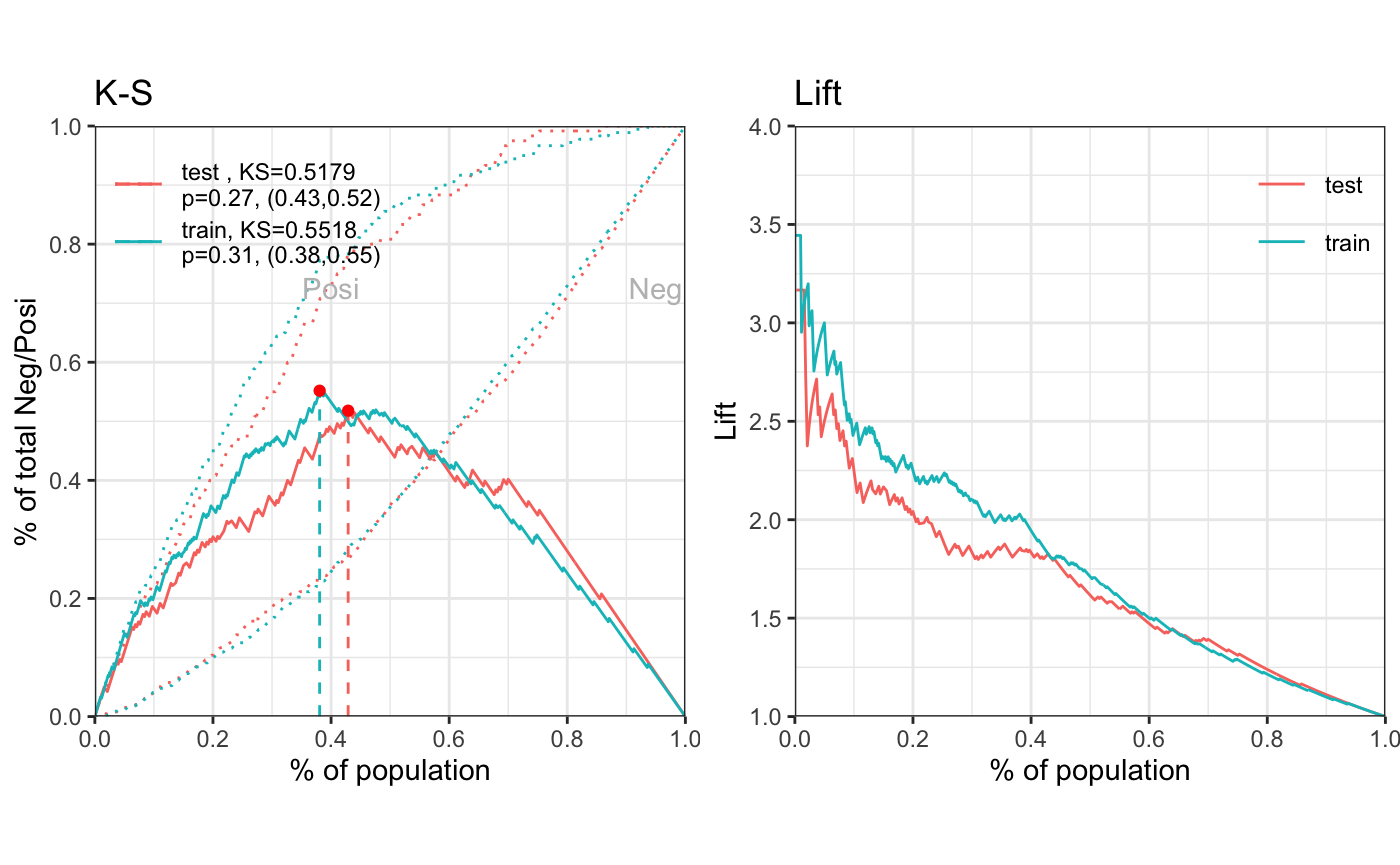 K-S
% of total Neg/Posi
1.0
0.8
0.6
0.4
0.2
0.0
test , KS=0.5179
p=0.27, (0.43,0.52)
train, KS=0.5518
p=0.31, (0.38,0.55)
Posi
Neg
0.0 0.2 0.4 0.6 0.8 1.0
% of population
Lift
Lift
4.0
3.5
3.0
2.5
2.0
1.5
1.0
test
train
0.0 0.2 0.4 0.6 0.8 1.0
% of population